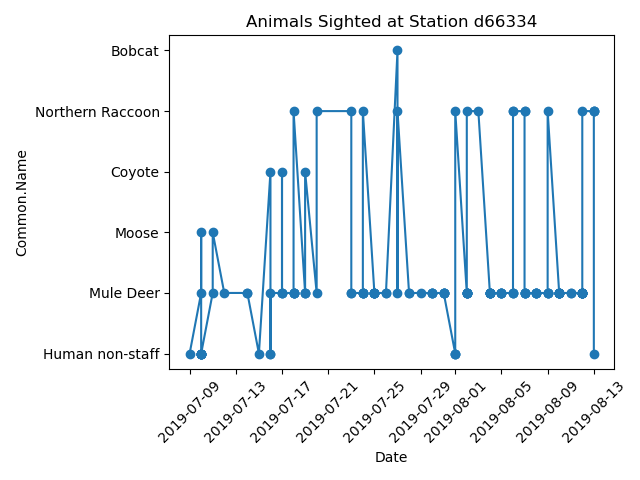 Animals Sighted at Station d66334
Common.Name
Bobcat
Northern Raccoon
Coyote
Moose
Mule Deer
Human non-staff
2019-07-09
2019-07-13
2019-07-17
2019-07-21
2019-07-25
2019-07-29
2019-08-01
2019-08-05
2019-08-09
2019-08-13
Date